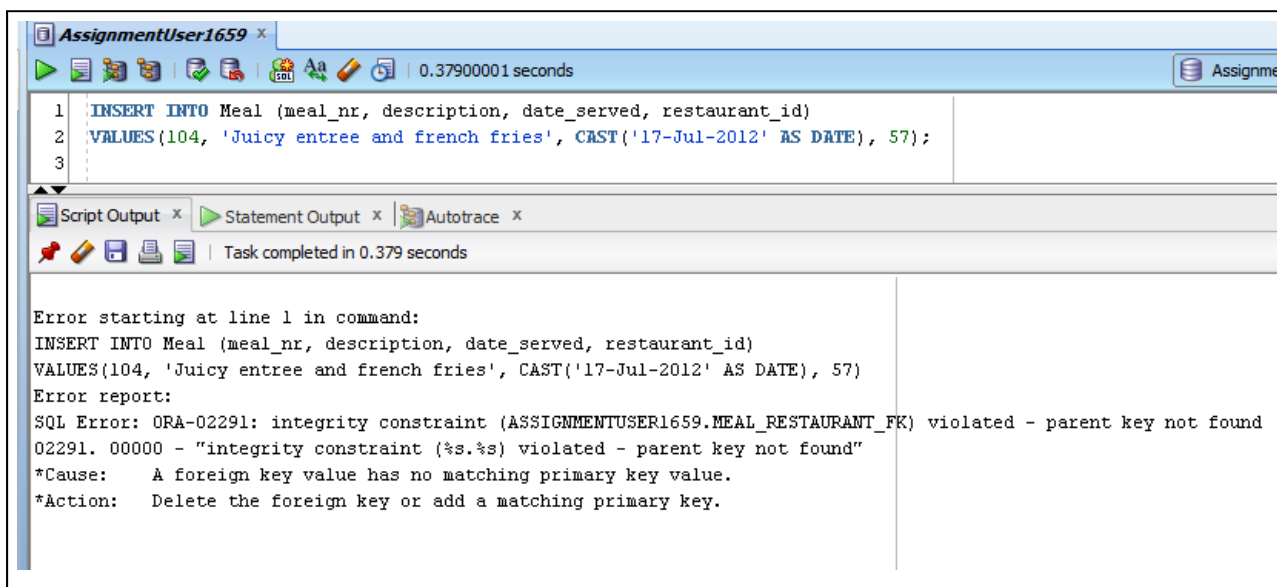 AssignmentUser1659 x
0.37900001 seconds
Assignme
1 INSERT INTO Meal (meal_nr, description, date_served, restaurant_id)
2 VALUES(104, 'Juicy entree and french fries', CAST('17-Jul-2012' AS DATE), 57);
3
Script Output x Statement Output x Autotrace x
Task completed in 0.379 seconds
Error starting at line 1 in command:
INSERT INTO Meal (meal_nr, description, date_served, restaurant_id)
VALUES(104, 'Juicy entree and french fries', CAST('17-Jul-2012' AS DATE), 57)
Error report:
SQL Error: ORA-02291: integrity constraint (ASSIGNMENTUSER1659.MEAL_RESTAURANT_FK) violated - parent key not found
02291. 00000 - "integrity constraint (%s.%s) violated - parent key not found"
*Cause:    A foreign key value has no matching primary key value.
*Action:   Delete the foreign key or add a matching primary key.